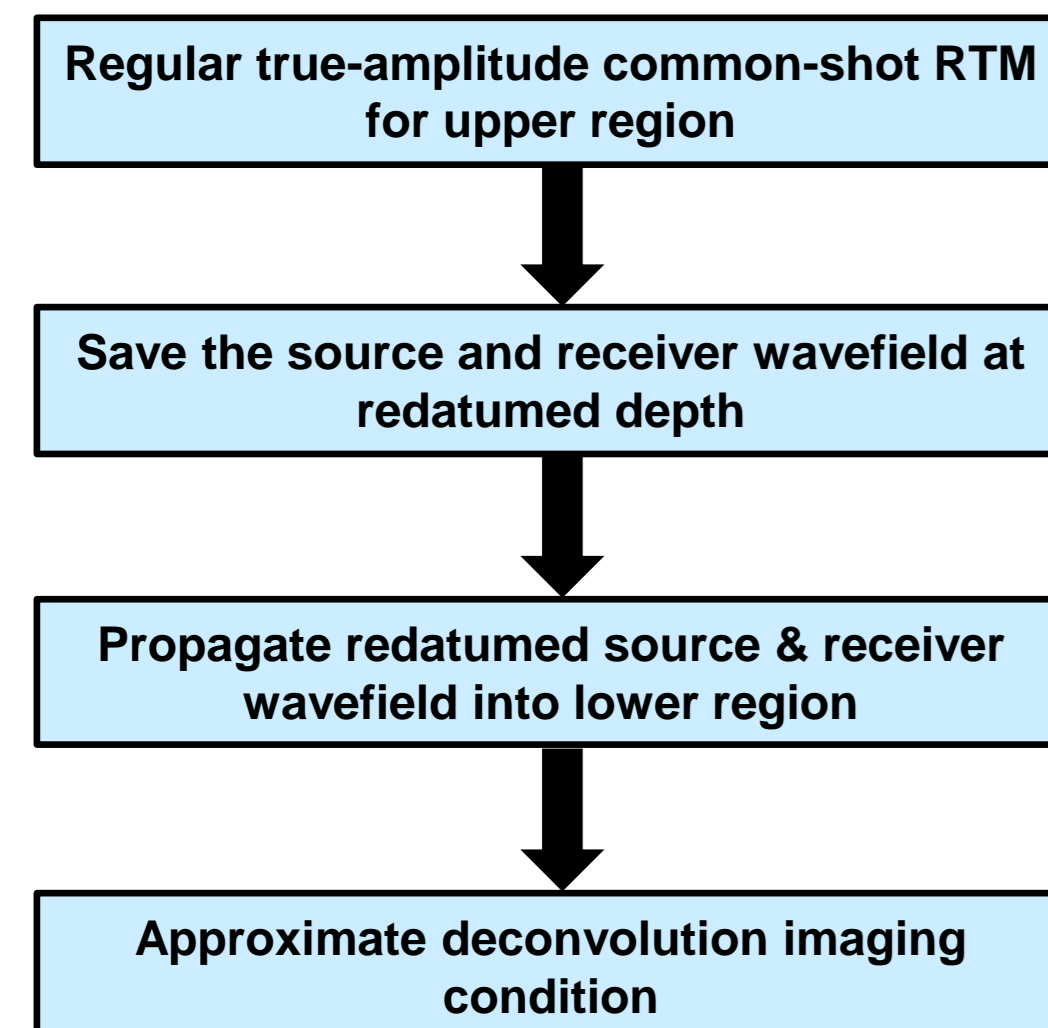 Regular true-amplitude common-shot RTM
for upper region
Save the source and receiver wavefield at
redatumed depth
Propagate redatumed source & receiver
wavefield into lower region
Approximate deconvolution imaging
condition